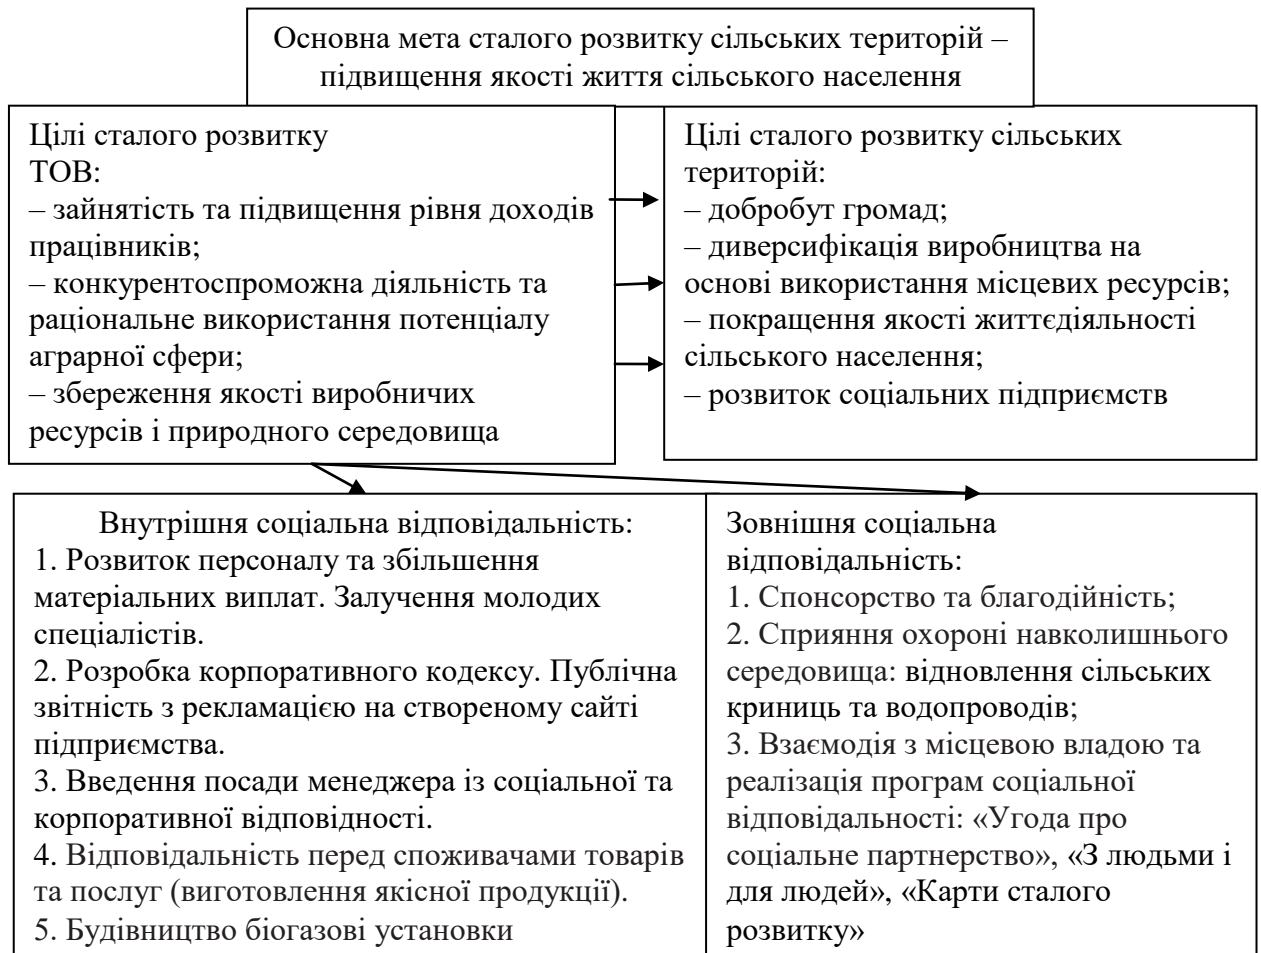 Основна мета сталого розвитку сільських територій –
підвищення якості життя сільського населення
Цілі сталого розвитку
ТОВ:
– зайнятість та підвищення рівня доходів
працівників;
– конкурентоспроможна діяльність та
раціональне використання потенціалу
аграрної сфери;
– збереження якості виробничих
ресурсів і природного середовища
Цілі сталого розвитку сільських
територій:
– добробут громад;
– диверсифікація виробництва на
основі використання місцевих ресурсів;
– покращення якості життєдіяльності
сільського населення;
– розвиток соціальних підприємств
Внутрішня соціальна відповідальність:
1. Розвиток персоналу та збільшення
матеріальних виплат. Залучення молодих
спеціалістів.
2. Розробка корпоративного кодексу. Публічна
звітність з рекламацією на створеному сайті
підприємства.
3. Введення посади менеджера із соціальної та
корпоративної відповідності.
4. Відповідальність перед споживачами товарів
та послуг (виготовлення якісної продукції).
5. Будівництво біогазові установки
Зовнішня соціальна
відповідальність:
1. Спонсорство та благодійність;
2. Сприяння охороні навколишнього
середовища: відновлення сільських
криниць та водопроводів;
3. Взаємодія з місцевою владою та
реалізація програм соціальної
відповідальності: «Угода про
соціальне партнерство», «З людьми і
для людей», «Карти сталого
розвитку»